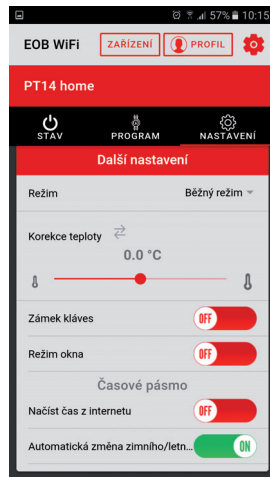 57% 10:15
EOB WiFi ZAŘÍZENÍ PROFIL
PT14 home
STAV PROGRAM NASTAVENÍ
Další nastavení
Režim Běžný režim
Korekce teploty
0.0 °C
Zámek kláves OFF
Režim okna OFF
Časové pásmo
Načíst čas z internetu OFF
Automatická změna zimního/letn... ON